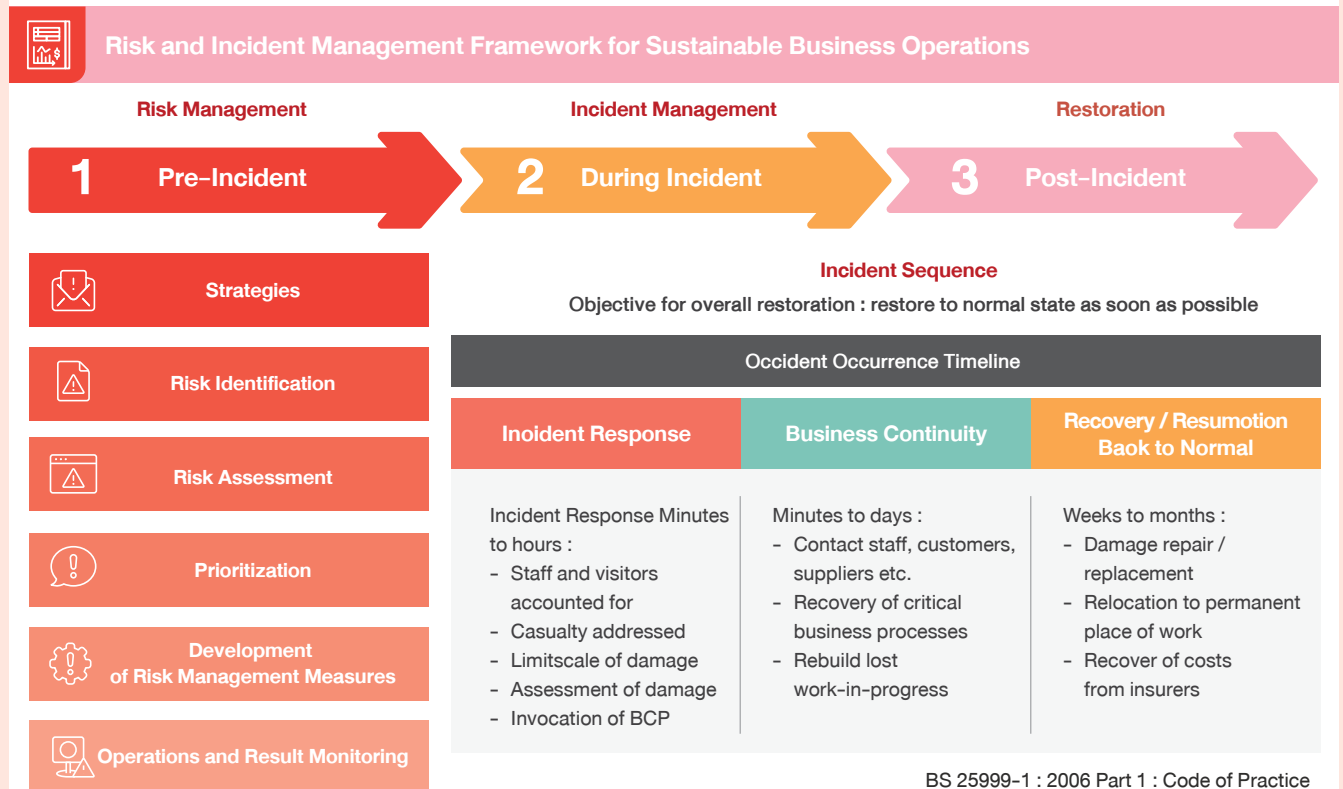 Risk and Incident Management Framework for Sustainable Business Operations
Risk Management
Incident Management
Restoration
1 Pre-Incident
2 During Incident
3 Post-Incident
Strategies
Risk Identification
Risk Assessment
Prioritization
Development
of Risk Management Measures
Operations and Result Monitoring
Incident Sequence
Objective for overall restoration : restore to normal state as soon as possible
Occident Occurrence Timeline
Inoident Response
Business Continuity
Recovery / Resumotion
Baok to Normal
Incident Response Minutes
to hours :
- Staff and visitors
accounted for
- Casualty addressed
- Limitscale of damage
- Assessment of damage
- Invocation of BCP
Minutes to days :
- Contact staff, customers,
suppliers etc.
- Recovery of critical
business processes
- Rebuild lost
work-in-progress
Weeks to months :
- Damage repair /
replacement
- Relocation to permanent
place of work
- Recover of costs
from insurers
BS 25999-1 : 2006 Part 1 : Code of Practice